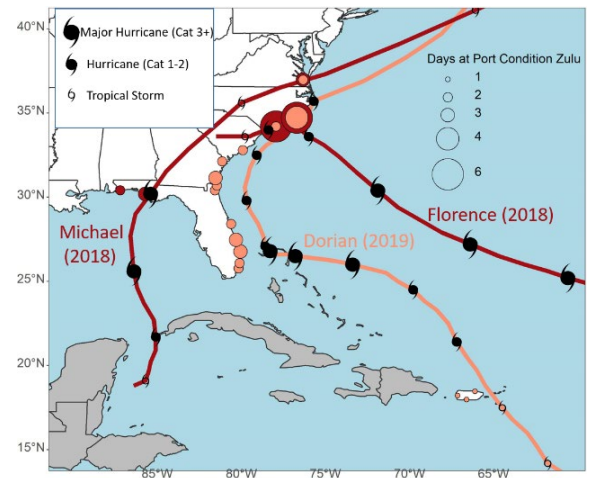 40°N
35°N
30°N
25°N
20°N
15°N
Major Hurricane (Cat 3+)
Hurricane (Cat 1-2)
Tropical Storm
Days at Port Condition Zulu
1
2
3
4
6
Florence (2018)
Michael
(2018)
Dorian (2019)
85°W
80°W
75°W
70°W
65°W